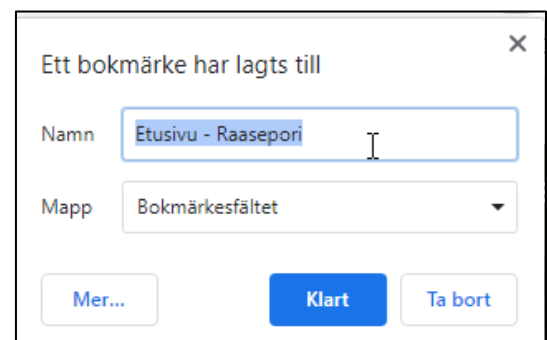 Ett bokmärke har lagts till
Namn Etusivu - Raasepori
Mapp Bokmärkesfältet
Mer... Klart Ta bort